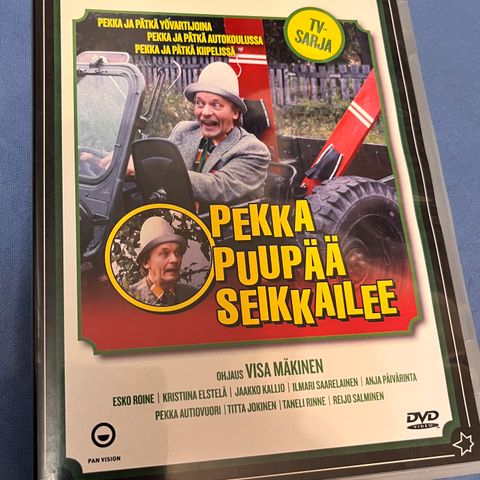 PEKKA JA PÄTKÄ YÖVARTIJOINA
PEKKA JA PÄTKÄ AUTOKOULUSSA
PEKKA JA PÄTKÄ KIIPELISSÄ
TV-
SARJA
PEKKA
PUUPÄÄ
SEIKKAILEE
OHJAUS VISA MÄKINEN
ESKO ROINE | KRISTIINA ELSTELÄ | JAAKKO KALLIO | ILMARI SAARELAINEN | ANJA PÄIVÄRINTA
PEKKA AUTIOVUORI | TITTA JOKINEN | TANELI RINNE | REIJO SALMINEN
PAN VISION
DVD
VIDEO